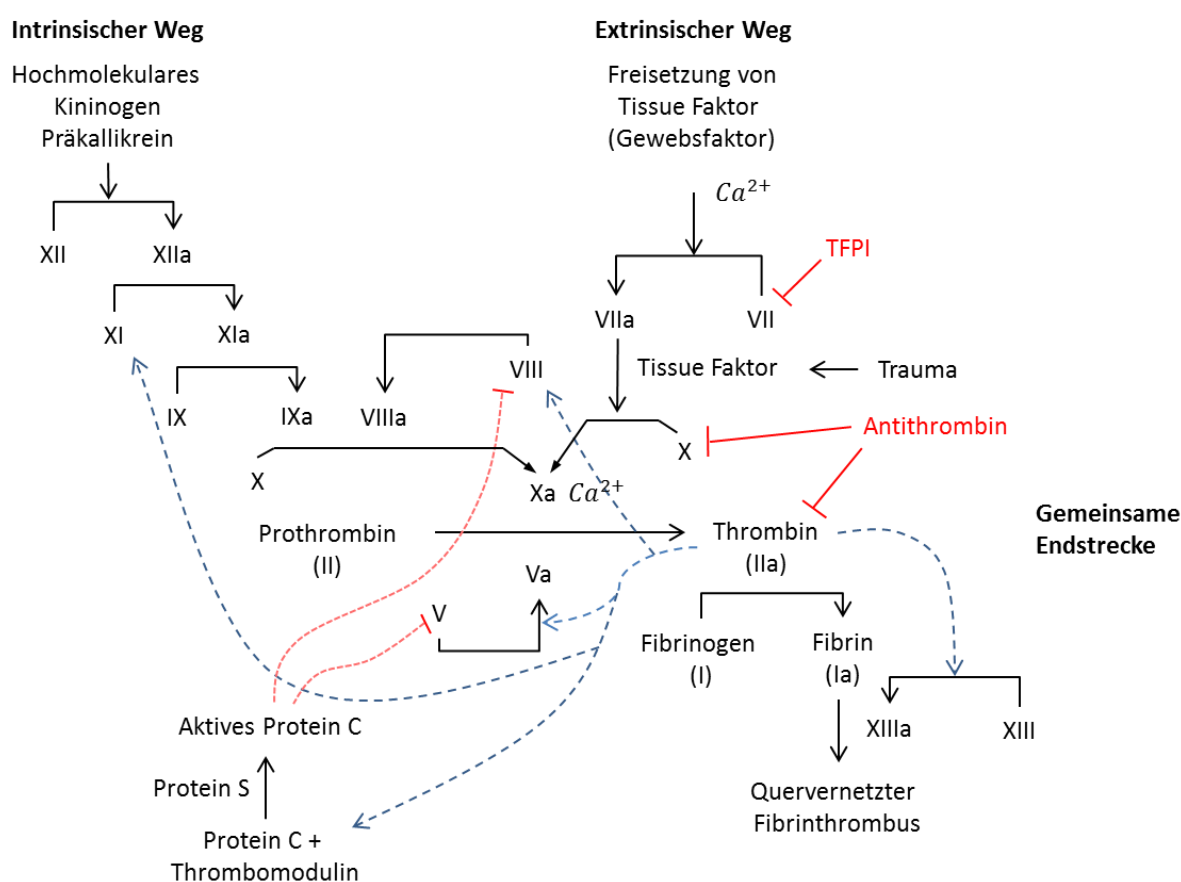 Intrinsischer Weg
Hochmolekulares
Kininogen
Präkallikrein
XII
XIIa
XI
XIa
IX
IXa
X
Extrinsischer Weg
Freisetzung von
Tissue Faktor
(Gewebsfaktor)
Ca²⁺
TFPI
VIIa
VII
VIII
VIIIa
Tissue Faktor
Trauma
X
Antithrombin
Xa Ca²⁺
Prothrombin
(II)
Thrombin
(IIa)
Gemeinsame
Endstrecke
Va
V
Fibrinogen
(I)
Fibrin
(Ia)
XIIIa
XIII
Quervernetzter
Fibrinthrombus
Aktives Protein C
Protein S
Protein C +
Thrombomodulin